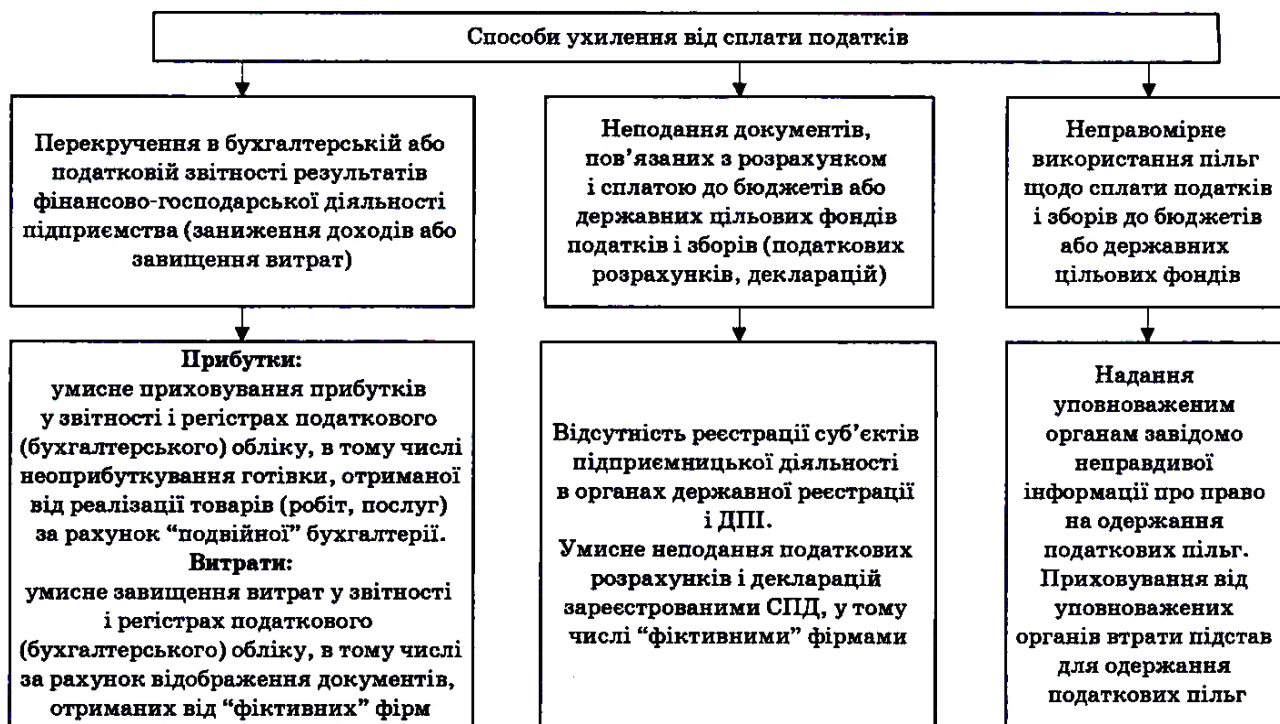 Способи ухилення від сплати податків
Перекручення в бухгалтерській або
податковій звітності результатів
фінансово-господарської діяльності
підприємства (заниження доходів або
завищення витрат)
Неподання документів,
пов’язаних з розрахунком
і сплатою до бюджетів або
державних цільових фондів
податків і зборів (податкових
розрахунків, декларацій)
Неправомірне
використання пільг
щодо сплати податків
і зборів до бюджетів
або державних
цільових фондів
Прибутки:
умисне приховування прибутків
у звітності і регістрах податкового
(бухгалтерського) обліку, в тому числі
неоприбуткування готівки, отриманої
від реалізації товарів (робіт, послуг)
за рахунок “подвійної” бухгалтерії.
Витрати:
умисне завищення витрат у звітності
і регістрах податкового
(бухгалтерського) обліку, в тому числі
за рахунок відображення документів,
отриманих від “фіктивних” фірм
Відсутність реєстрації суб’єктів
підприємницької діяльності
в органах державної реєстрації
і ДПІ.
Умисне неподання податкових
розрахунків і декларацій
зареєстрованими СПД, у тому
числі “фіктивними” фірмами
Надання
уповноваженим
органам завідомо
неправдивої
інформації про право
на одержання
податкових пільг.
Приховування від
уповноважених
органів втрати підстав
для одержання
податкових пільг